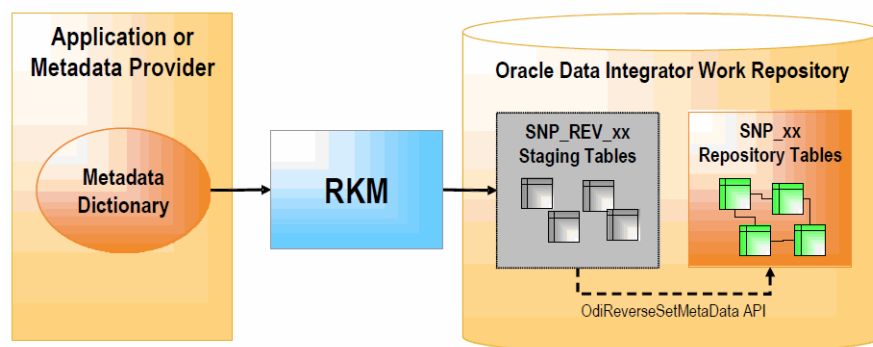 Application or
Metadata Provider
Metadata
Dictionary
RKM
Oracle Data Integrator Work Repository
SNP_REV_xx
Staging Tables
SNP_xx
Repository Tables
OdiReverseSetMetaData API